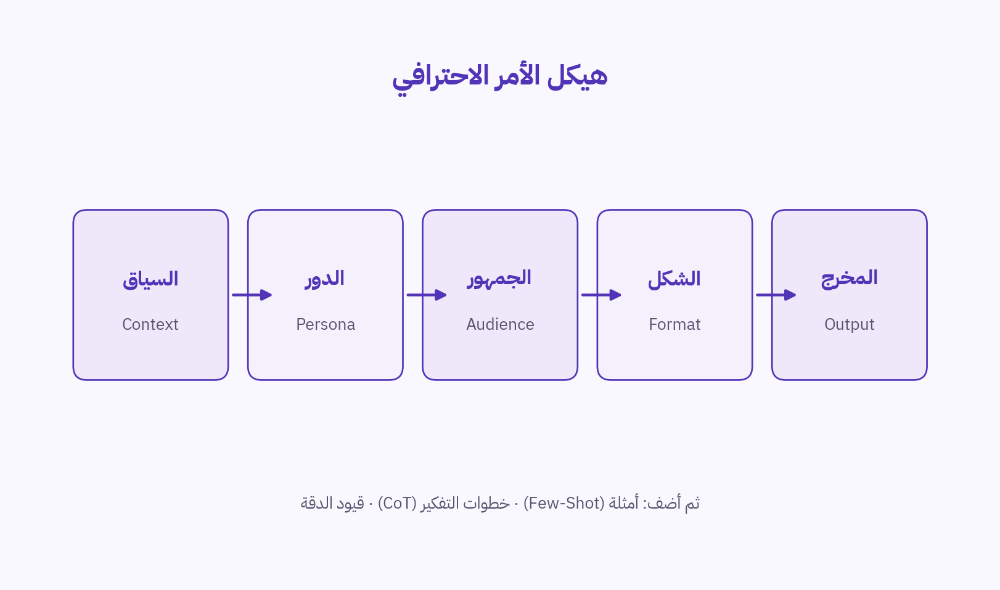 هيكل الأمر الاحترافي
السياق
Context
الدور
Persona
الجمهور
Audience
الشكل
Format
المخرج
Output
ثم أضف: أمثلة (Few-Shot) · خطوات التفكير (CoT) · قيود الدقة